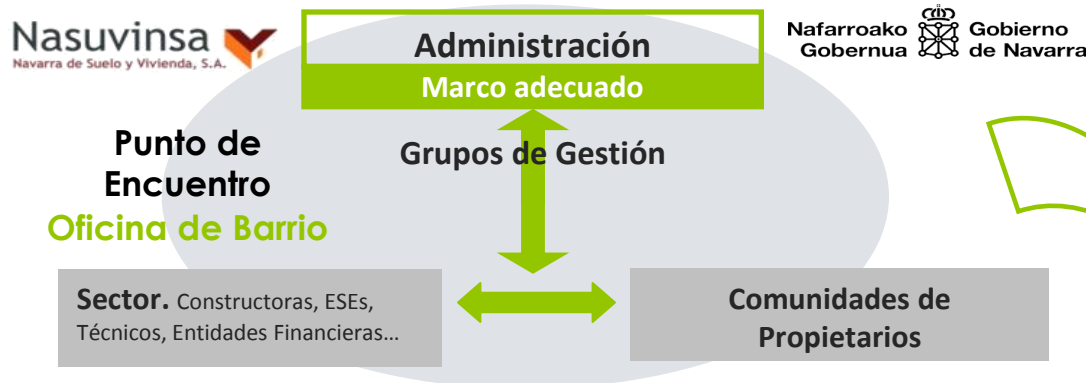 Nasuvinsa
Navarra de Suelo y Vivienda, S.A.
Administración
Marco adecuado
Nafarroako Gobierno
Gobernua de Navarra
Punto de
Encuentro
Oficina de Barrio
Grupos de Gestión
Sector. Constructoras, ESEs,
Técnicos, Entidades Financieras...
Comunidades de
Propietarios